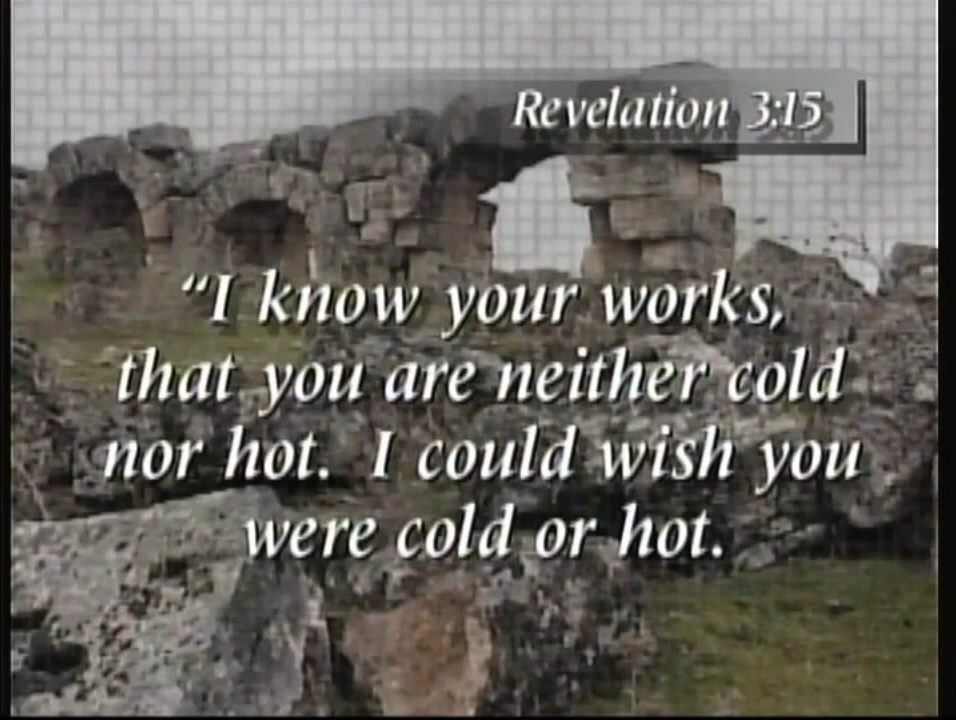 Revelation 3:15
“I know your works,
that you are neither cold
nor hot. I could wish you
were cold or hot.